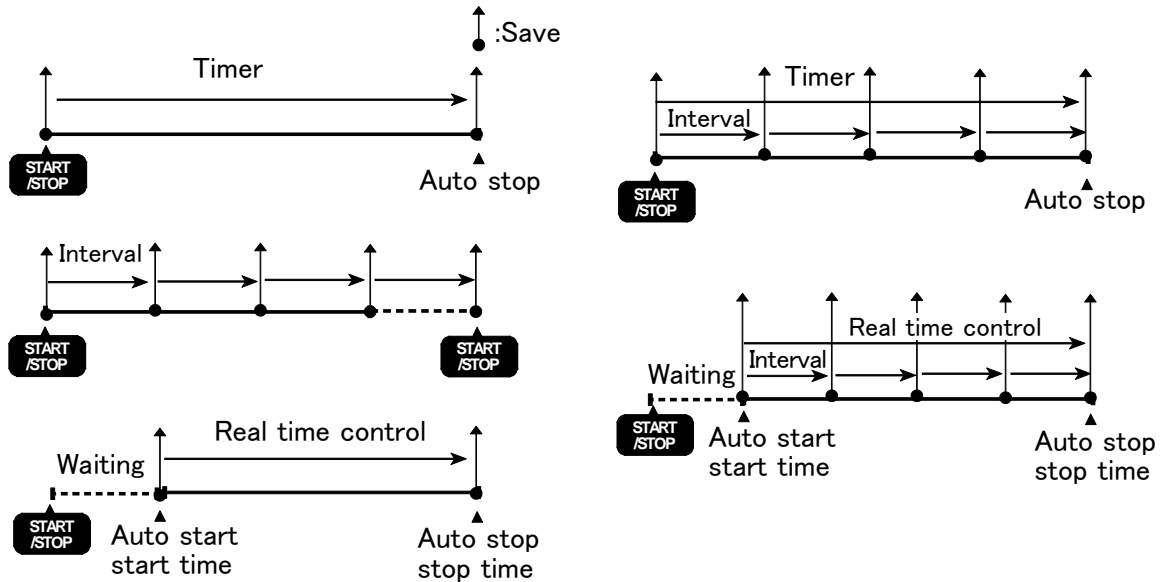 :Save
Timer
START
/STOP
Auto stop
Interval
START
/STOP
START
/STOP
Real time control
Waiting
START
/STOP
Auto start
start time
Auto stop
stop time
Timer
Interval
START
/STOP
Auto stop
Real time control
Interval
Waiting
START
/STOP
Auto start
start time
Auto stop
stop time